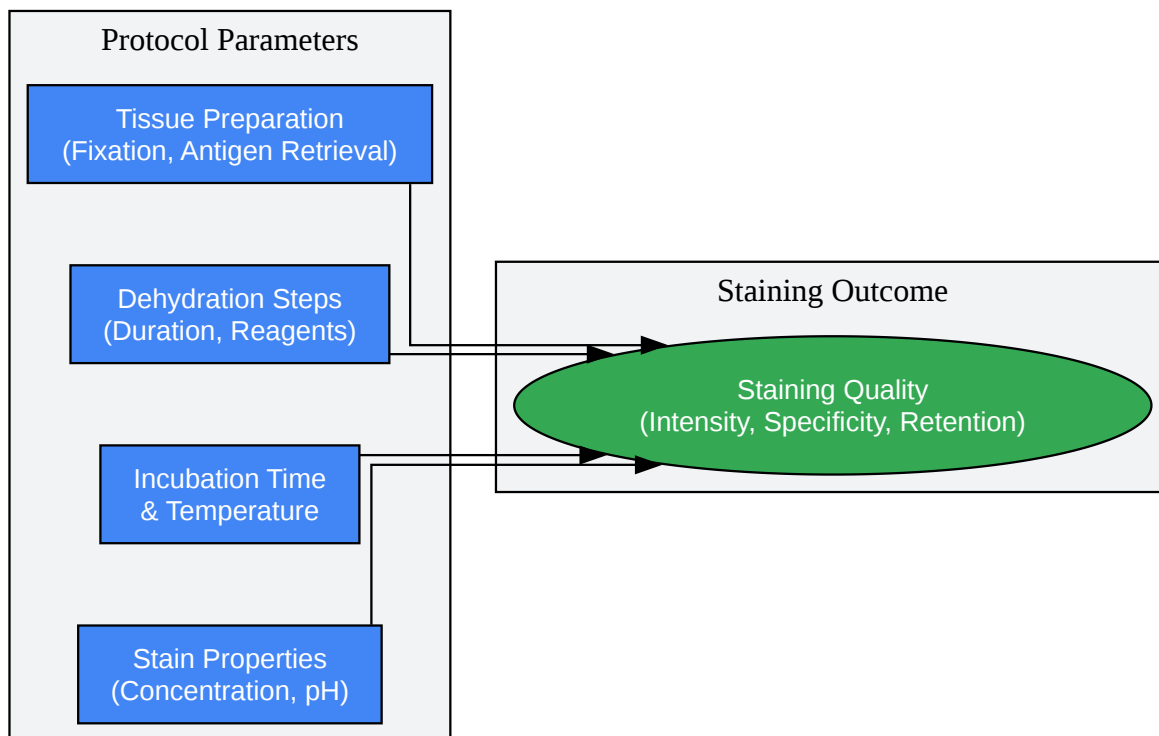 Protocol Parameters
Tissue Preparation
(Fixation, Antigen Retrieval)
Dehydration Steps
(Duration, Reagents)
Incubation Time
& Temperature
Stain Properties
(Concentration, pH)
Staining Outcome
Staining Quality
(Intensity, Specificity, Retention)